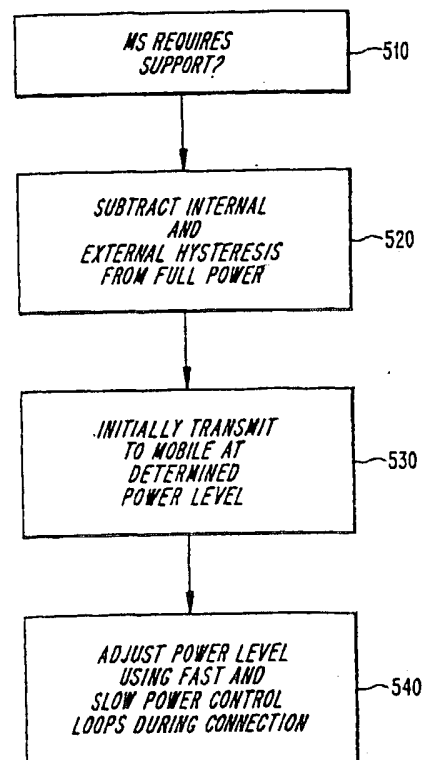 MS REQUIRES
SUPPORT?
510
SUBTRACT INTERNAL
AND
EXTERNAL HYSTERESIS
FROM FULL POWER
520
INITIALLY TRANSMIT
TO MOBILE AT
DETERMINED
POWER LEVEL
530
ADJUST POWER LEVEL
USING FAST AND
SLOW POWER CONTROL
LOOPS DURING CONNECTION
540